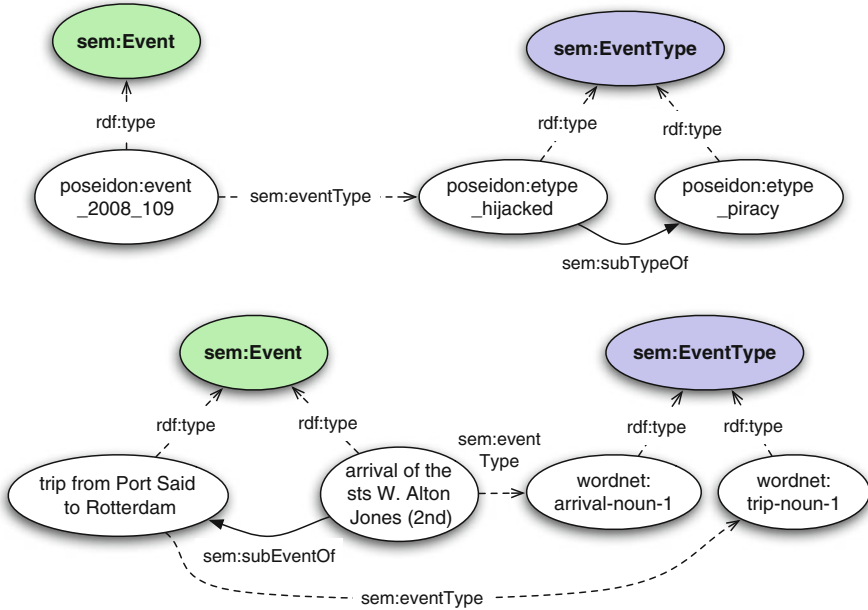 sem:Event
sem:EventType
rdf:type
rdf:type
rdf:type
poseidon:event
_2008_109
sem:eventType
poseidon:etype
_hijacked
poseidon:etype
_piracy
sem:subTypeOf
sem:Event
sem:EventType
rdf:type
rdf:type
rdf:type
rdf:type
trip from Port Said
to Rotterdam
arrival of the
sts W. Alton
Jones (2nd)
sem:event
Type
wordnet:
arrival-noun-1
wordnet:
trip-noun-1
sem:subEventOf
sem:eventType